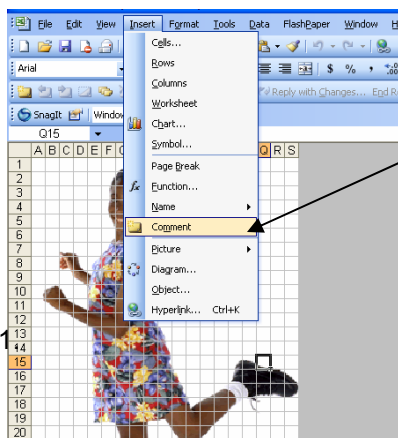 File Edit View Insert Format Tools Data FlashPaper Window H
Arial $ % ,
Reply with Changes... End R
SnagIt Window
Q15
A B C D E F Q R S
Cells...
Rows
Columns
Worksheet
Chart...
Symbol...
Page Break
fx Function...
Name
Comment
Picture
Diagram...
Object...
Hyperlink... Ctrl+K
1
2
3
4
5
6
7
8
9
10
11
12
1 13
14
15
16
17
18
19
20